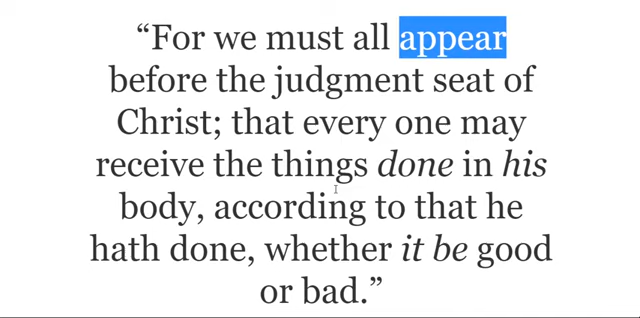 “For we must all appear
before the judgment seat of
Christ; that every one may
receive the things done in his
body, according to that he
hath done, whether it be good
or bad.”